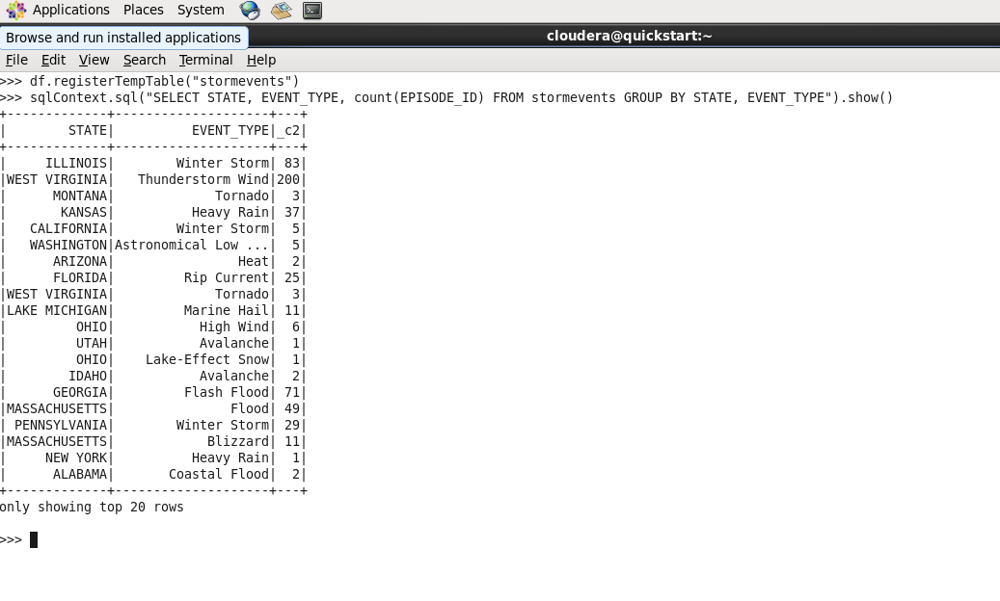 Applications Places System
Browse and run installed applications
cloudera@quickstart:~
File Edit View Search Terminal Help
>>> df.registerTempTable("stormevents")
>>> sqlContext.sql("SELECT STATE, EVENT_TYPE, count(EPISODE_ID) FROM stormevents GROUP BY STATE, EVENT_TYPE").show()
+-------------+--------------------+---+
|        STATE|          EVENT_TYPE|_c2|
+-------------+--------------------+---+
|     ILLINOIS|        Winter Storm| 83|
|WEST VIRGINIA|   Thunderstorm Wind|200|
|      MONTANA|             Tornado|  3|
|       KANSAS|          Heavy Rain| 37|
|   CALIFORNIA|        Winter Storm|  5|
|   WASHINGTON|Astronomical Low ...|  5|
|      ARIZONA|                Heat|  2|
|      FLORIDA|         Rip Current| 25|
|WEST VIRGINIA|             Tornado|  3|
|LAKE MICHIGAN|         Marine Hail| 11|
|         OHIO|           High Wind|  6|
|         UTAH|           Avalanche|  1|
|         OHIO|    Lake-Effect Snow|  1|
|        IDAHO|           Avalanche|  2|
|      GEORGIA|         Flash Flood| 71|
|MASSACHUSETTS|               Flood| 49|
| PENNSYLVANIA|        Winter Storm| 29|
|MASSACHUSETTS|            Blizzard| 11|
|     NEW YORK|          Heavy Rain|  1|
|      ALABAMA|       Coastal Flood|  2|
+-------------+--------------------+---+
only showing top 20 rows
>>>